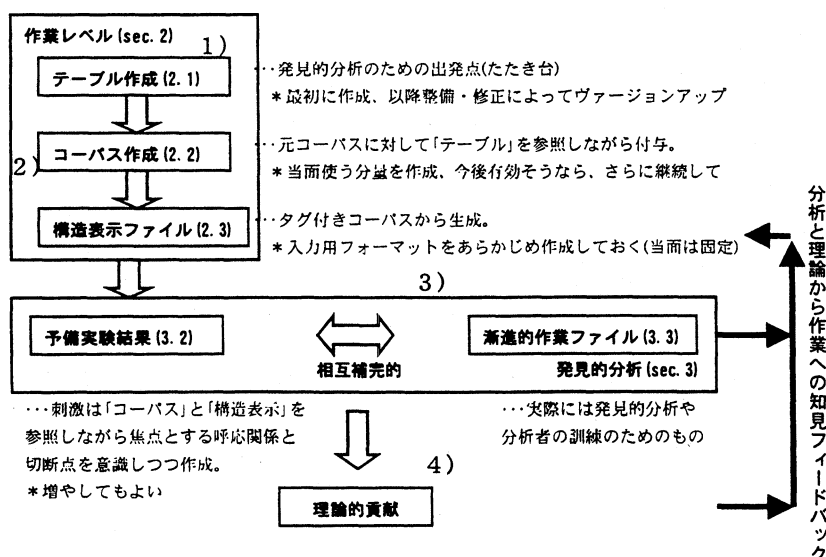 作業レベル(sec. 2)
1)
テーブル作成(2. 1)
・・・発見的分析のための出発点(たたき台)
＊最初に作成、以降整備・修正によってヴァージョンアップ
2)
コーパス作成(2. 2)
・・・元コーパスに対して「テーブル」を参照しながら付与。
＊当面使う分量を作成、今後有効そうなら、さらに継続して
構造表示ファイル(2. 3)
・・・タグ付きコーパスから生成。
＊入力用フォーマットをあらかじめ作成しておく(当面は固定)
3)
予備実験結果(3. 2)
相互補完的
漸進的作業ファイル(3. 3)
発見的分析(sec. 3)
・・・刺激は「コーパス」と「構造表示」を
参照しながら焦点とする呼応関係と
切断点を意識しつつ作成。
＊増やしてもよい
・・・実際には発見的分析や
分析者の訓練のためのもの
4)
理論的貢献
分析と理論から作業への知見フィードバック